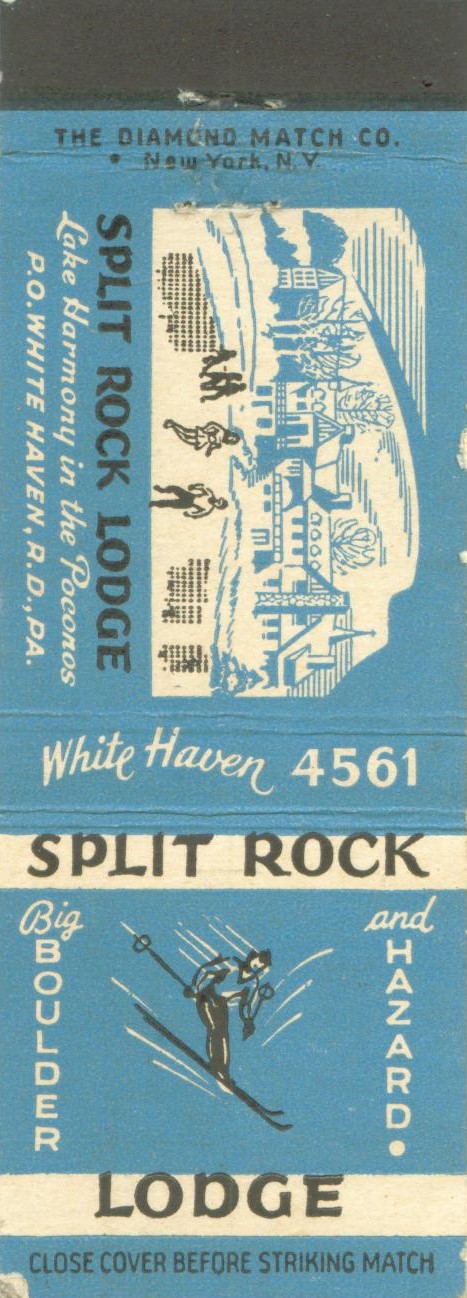 THE DIAMOND MATCH CO.
• New York, N.Y.
SPLIT ROCK LODGE
Lake Harmony in the Poconos
P.O. WHITE HAVEN, R.D., PA.
White Haven 4561
SPLIT ROCK
Big
BOULDER
and
HAZARD•
LODGE
CLOSE COVER BEFORE STRIKING MATCH